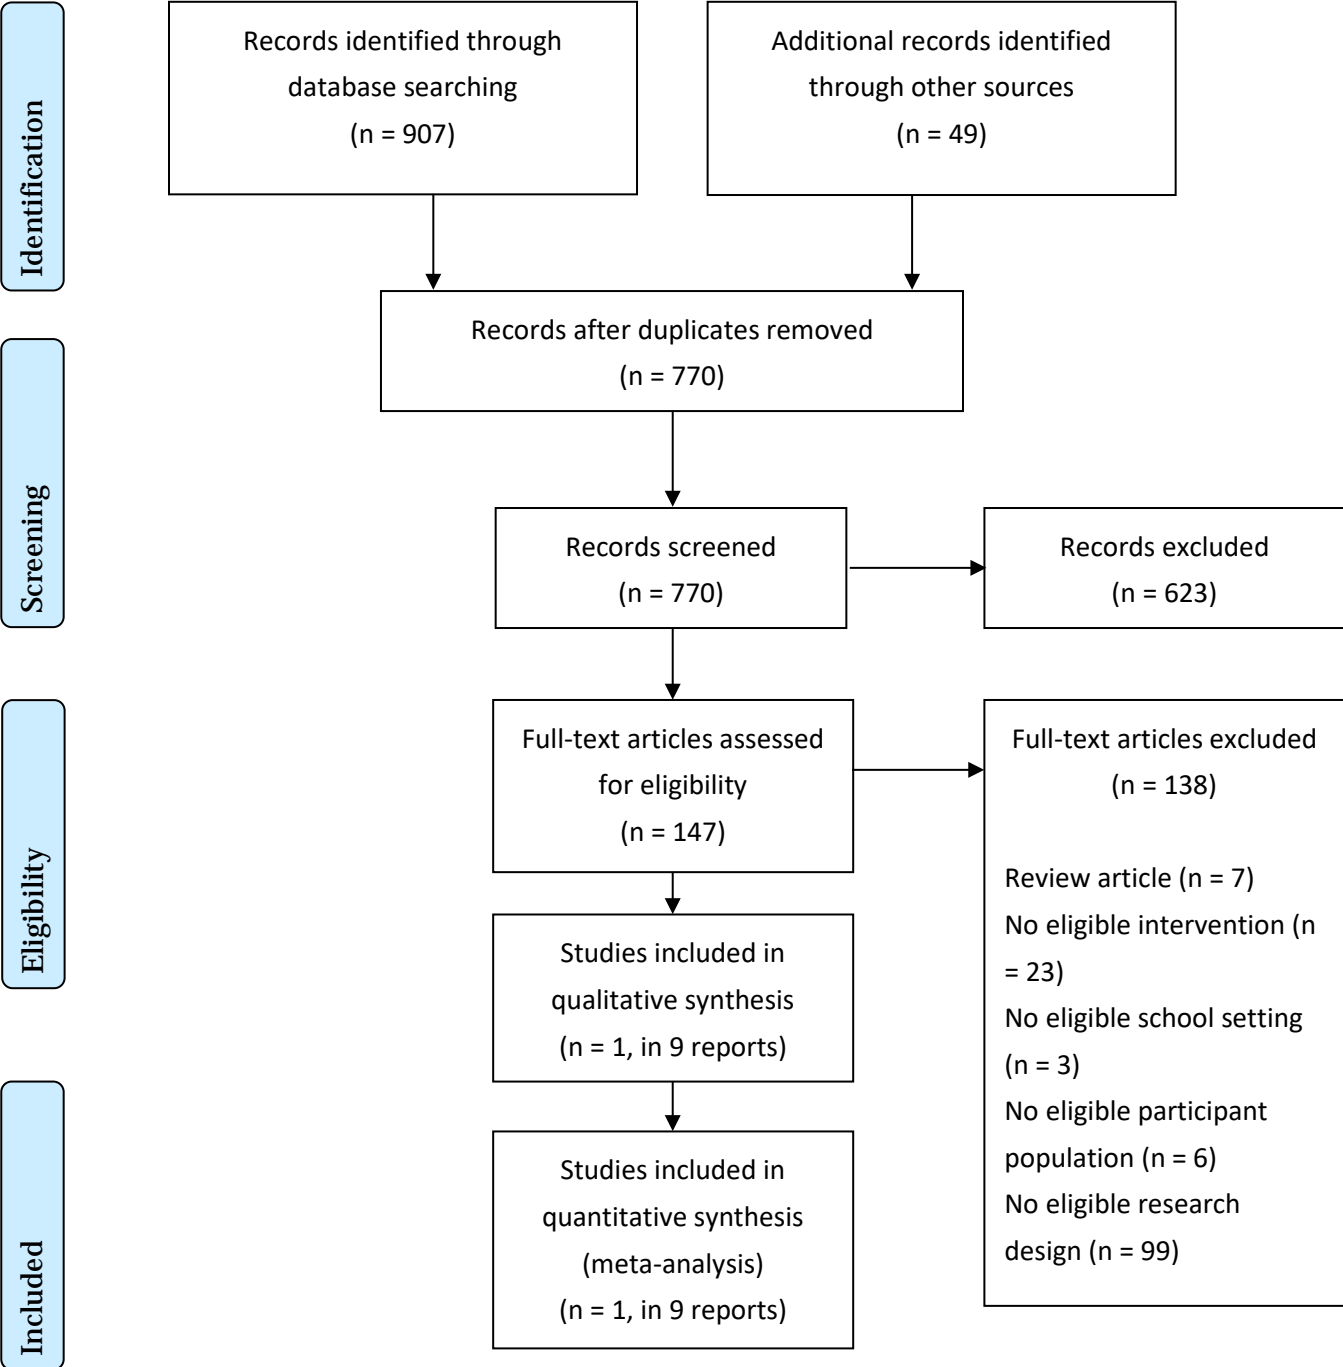 Identification
Records identified through
database searching
(n = 907)
Additional records identified
through other sources
(n = 49)
Records after duplicates removed
(n = 770)
Screening
Records screened
(n = 770)
Records excluded
(n = 623)
Eligibility
Full-text articles assessed
for eligibility
(n = 147)
Full-text articles excluded
(n = 138)
Review article (n = 7)
No eligible intervention (n
= 23)
No eligible school setting
(n = 3)
No eligible participant
population (n = 6)
No eligible research
design (n = 99)
Studies included in
qualitative synthesis
(n = 1, in 9 reports)
Included
Studies included in
quantitative synthesis
(meta-analysis)
(n = 1, in 9 reports)